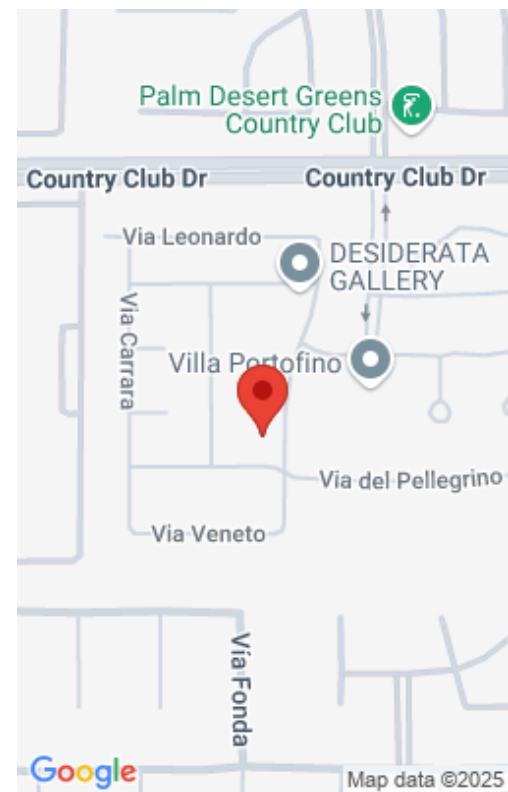 Palm Desert Greens
Country Club
Country Club Dr
Country Club Dr
Via Leonardo
DESIDERATA
GALLERY
Via Carrara
Villa Portofino
Via del Pellegrino
Via Veneto
Via Fonda
Google
Map data ©2025